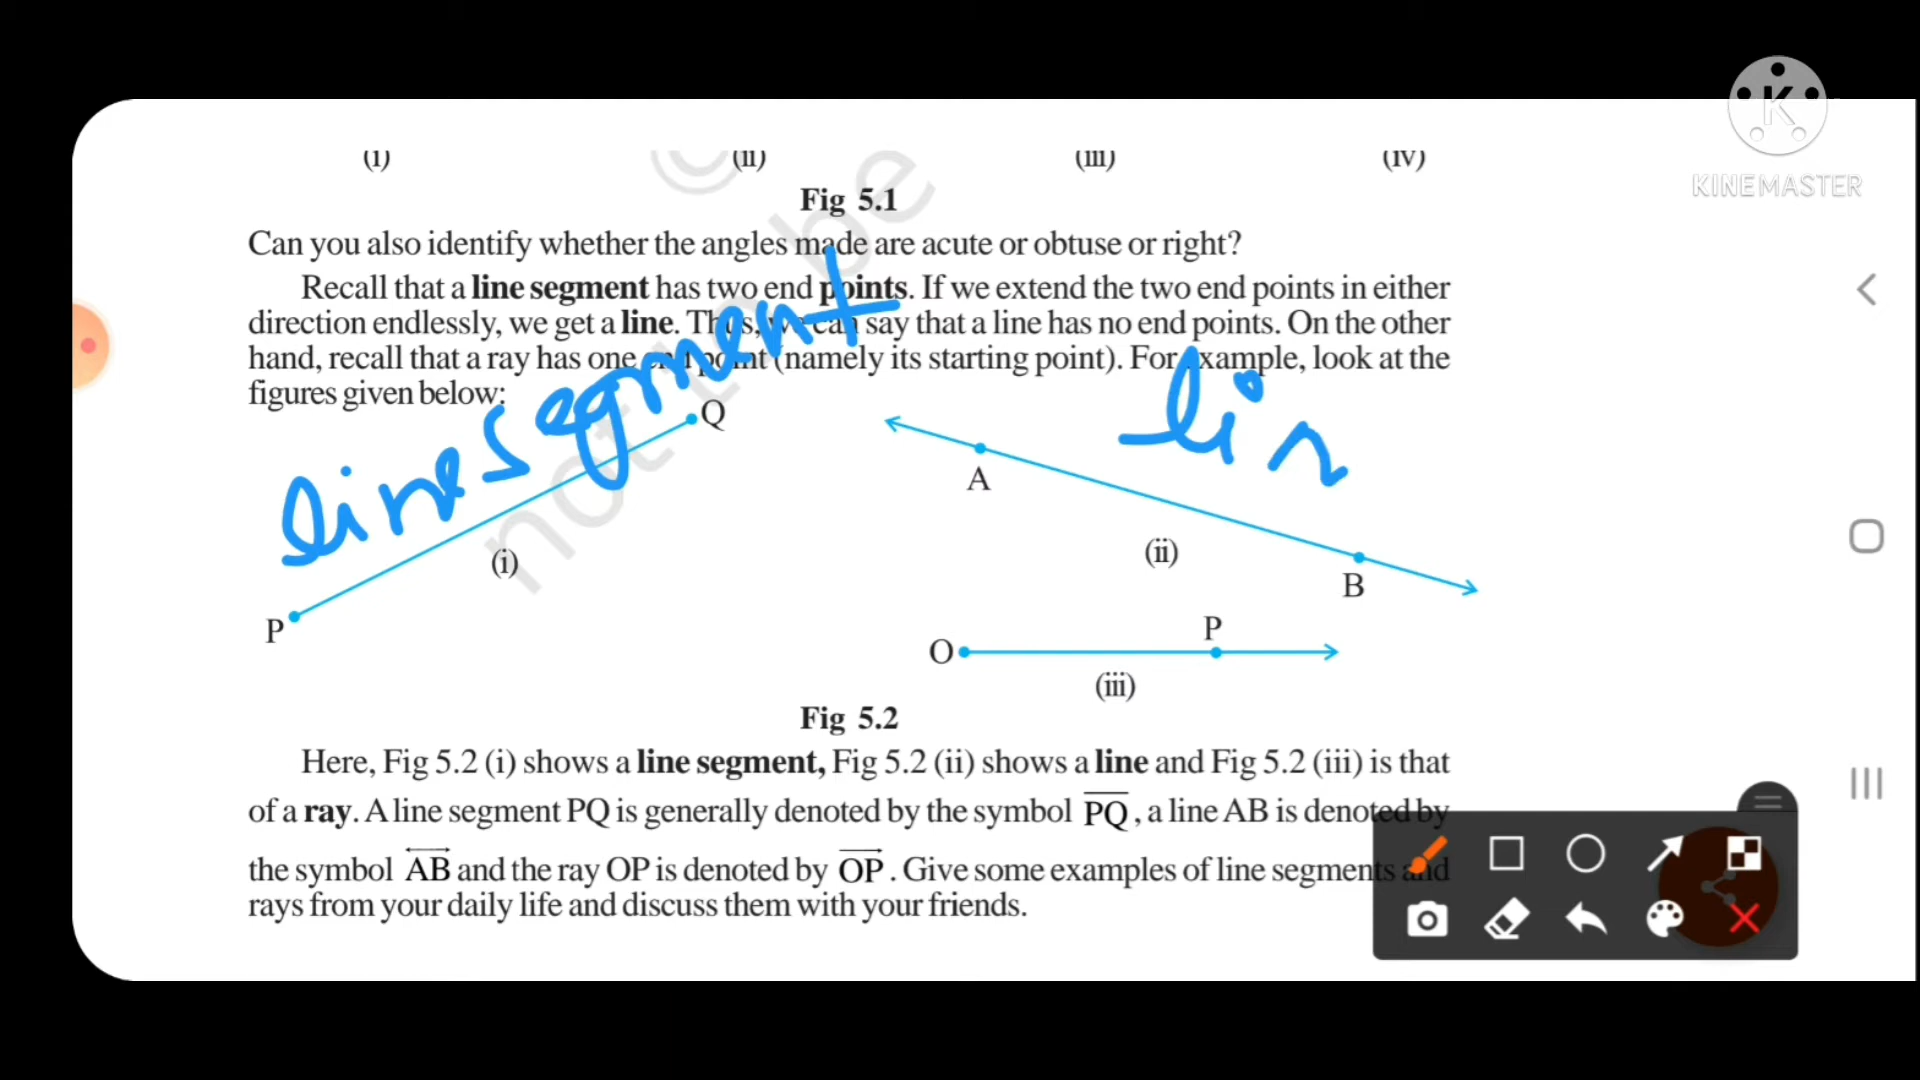 (i) (ii) (iii) (iv)
KINEMASTER
Fig 5.1
Can you also identify whether the angles made are acute or obtuse or right?
Recall that a line segment has two end points. If we extend the two end points in either
direction endlessly, we get a line. Thus, we can say that a line has no end points. On the other
hand, recall that a ray has one end point (namely its starting point). For example, look at the
figures given below:
line segment
lin
Q
A
(i)
(ii)
B
P
P
O
(iii)
Fig 5.2
Here, Fig 5.2 (i) shows a line segment, Fig 5.2 (ii) shows a line and Fig 5.2 (iii) is that
of a ray. A line segment PQ is generally denoted by the symbol PQ, a line AB is denoted by
the symbol AB and the ray OP is denoted by OP. Give some examples of line segments and
rays from your daily life and discuss them with your friends.
not to be
©
K